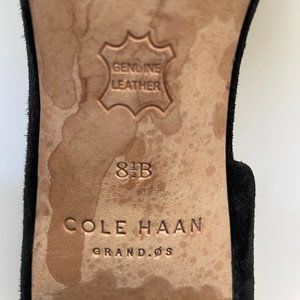 GENUINE
LEATHER
8½B
COLE HAAN
GRAND.ØS